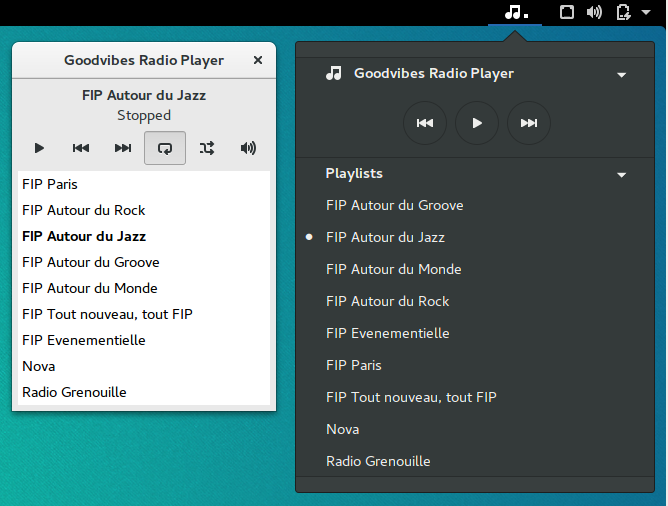 Goodvibes Radio Player
FIP Autour du Jazz
Stopped
FIP Paris
FIP Autour du Rock
FIP Autour du Jazz
FIP Autour du Groove
FIP Autour du Monde
FIP Tout nouveau, tout FIP
FIP Evenementielle
Nova
Radio Grenouille
Goodvibes Radio Player
Playlists
FIP Autour du Groove
FIP Autour du Jazz
FIP Autour du Monde
FIP Autour du Rock
FIP Evenementielle
FIP Paris
FIP Tout nouveau, tout FIP
Nova
Radio Grenouille